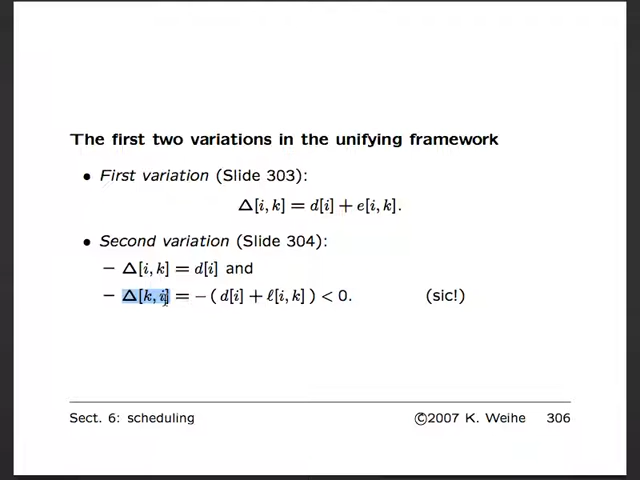 The first two variations in the unifying framework
• First variation (Slide 303):
Δ[i, k] = d[i] + e[i, k].
• Second variation (Slide 304):
– Δ[i, k] = d[i] and
– Δ[k, i] = – ( d[i] + ℓ[i, k] ) < 0. (sic!)
Sect. 6: scheduling ©2007 K. Weihe 306